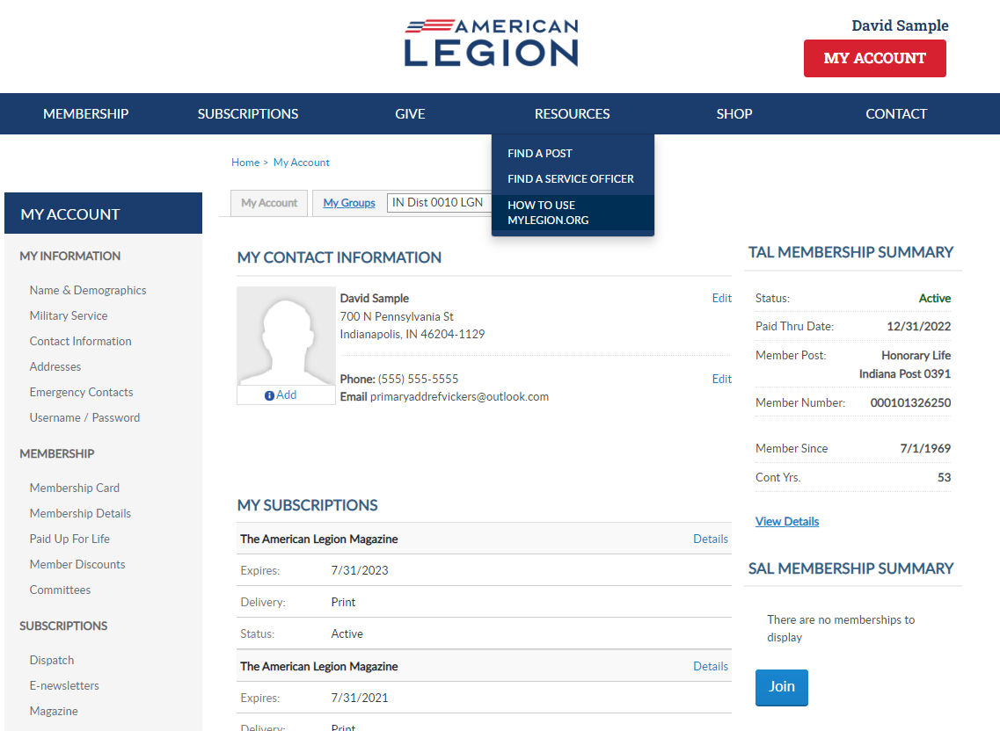 AMERICAN
LEGION
David Sample
MY ACCOUNT
MEMBERSHIP
SUBSCRIPTIONS
GIVE
RESOURCES
SHOP
CONTACT
FIND A POST
FIND A SERVICE OFFICER
HOW TO USE
MYLEGION.ORG
Home > My Account
My Account
My Groups
IN Dist 0010 LGN
MY ACCOUNT
MY INFORMATION
Name & Demographics
Military Service
Contact Information
Addresses
Emergency Contacts
Username / Password
MEMBERSHIP
Membership Card
Membership Details
Paid Up For Life
Member Discounts
Committees
SUBSCRIPTIONS
Dispatch
E-newsletters
Magazine
MY CONTACT INFORMATION
David Sample
Edit
700 N Pennsylvania St
Indianapolis, IN 46204-1129
Phone: (555) 555-5555
Edit
Email primaryaddrefvickers@outlook.com
Add
MY SUBSCRIPTIONS
The American Legion Magazine
Details
Expires: 7/31/2023
Delivery: Print
Status: Active
The American Legion Magazine
Details
Expires: 7/31/2021
Delivery: Print
TAL MEMBERSHIP SUMMARY
Status: Active
Paid Thru Date: 12/31/2022
Member Post: Honorary Life
Indiana Post 0391
Member Number: 000101326250
Member Since 7/1/1969
Cont Yrs. 53
View Details
SAL MEMBERSHIP SUMMARY
There are no memberships to
display
Join